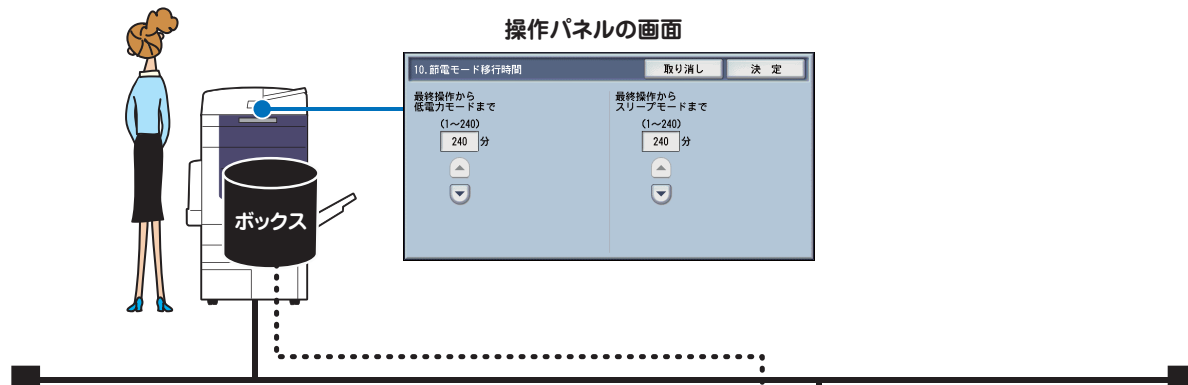 操作パネルの画面
10.節電モード移行時間
取り消し
決 定
最終操作から
低電力モードまで
(1～240)
240 分
最終操作から
スリープモードまで
(1～240)
240 分
ボックス